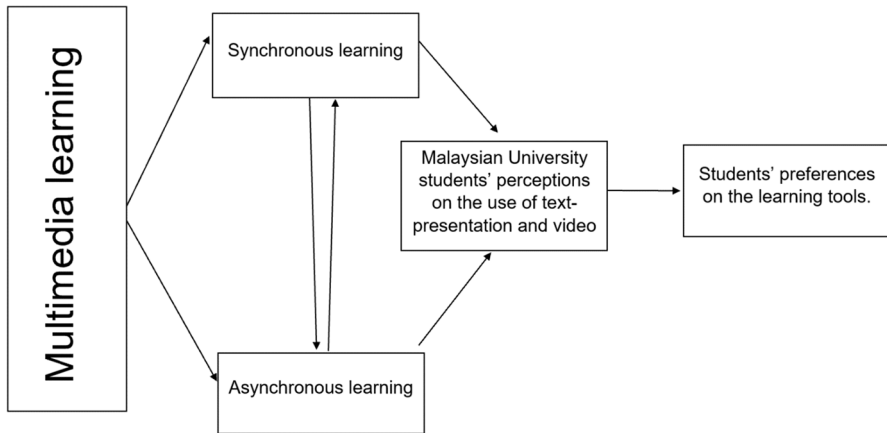 Multimedia learning
Synchronous learning
Malaysian University
students’ perceptions
on the use of text-
presentation and video
Students’ preferences
on the learning tools.
Asynchronous learning